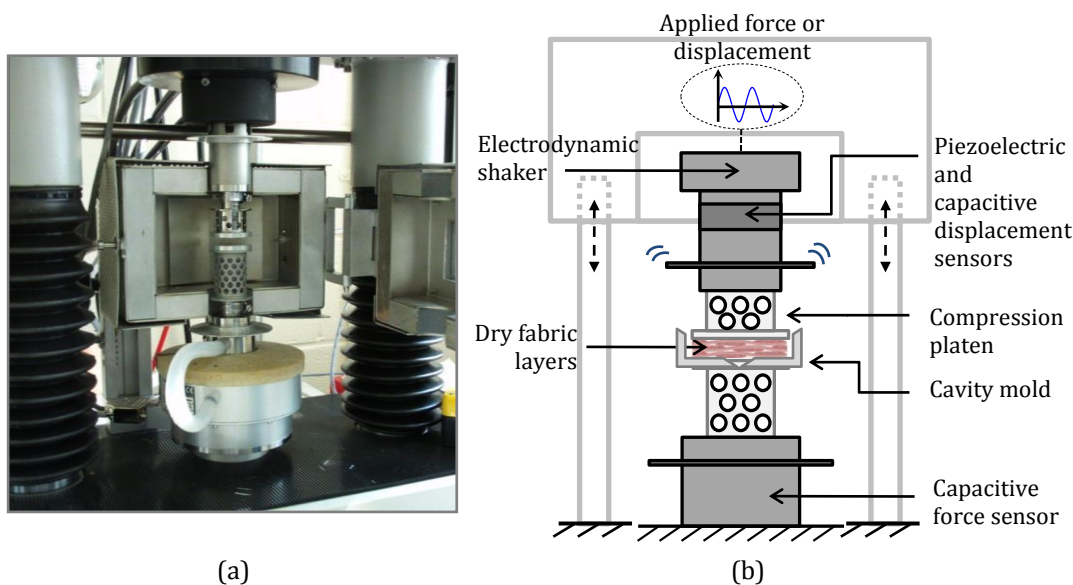 Applied force or
displacement
Electrodynamic
shaker
Piezoelectric
and
capacitive
displacement
sensors
Dry fabric
layers
Compression
platen
Cavity mold
Capacitive
force sensor
(a)
(b)